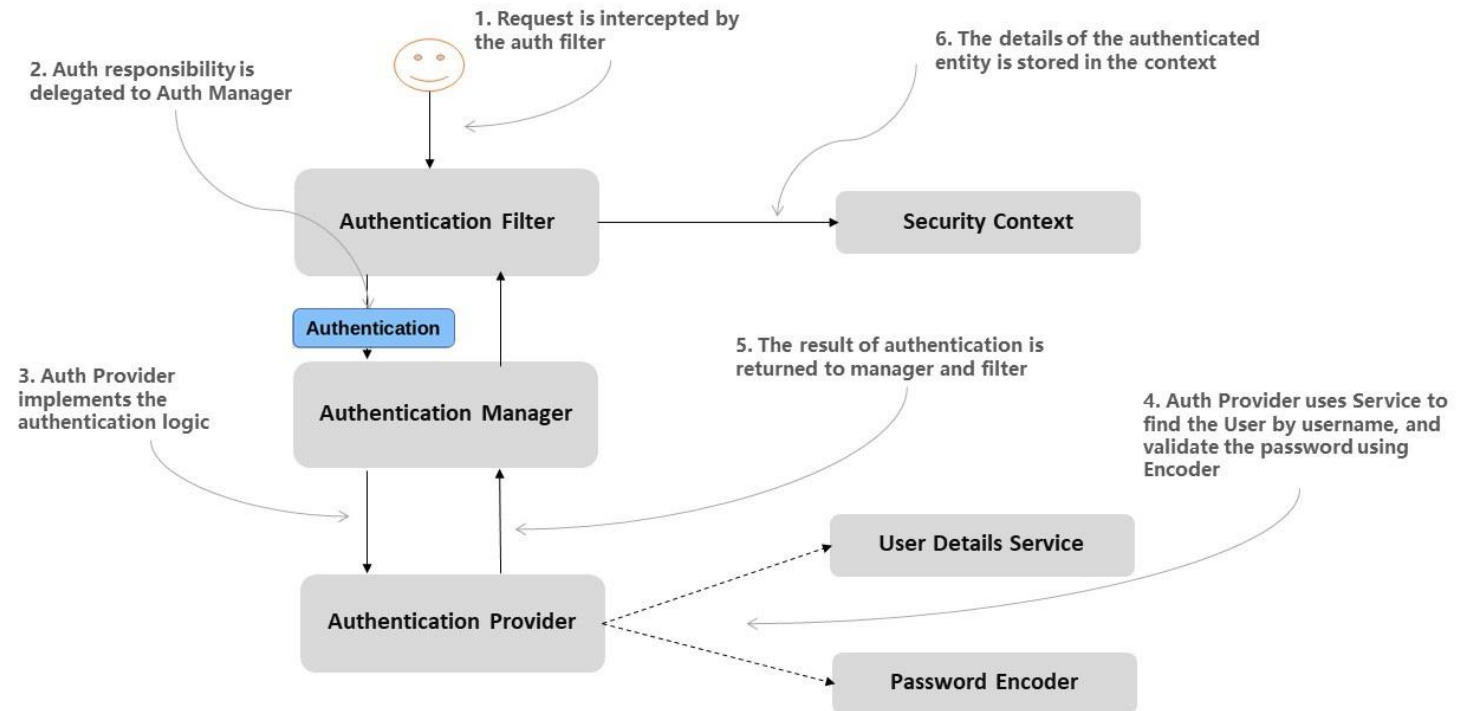 1. Request is intercepted by
the auth filter
6. The details of the authenticated
entity is stored in the context
2. Auth responsibility is
delegated to Auth Manager
Authentication Filter
Security Context
Authentication
5. The result of authentication is
returned to manager and filter
3. Auth Provider
implements the
authentication logic
Authentication Manager
4. Auth Provider uses Service to
find the User by username, and
validate the password using
Encoder
User Details Service
Authentication Provider
Password Encoder